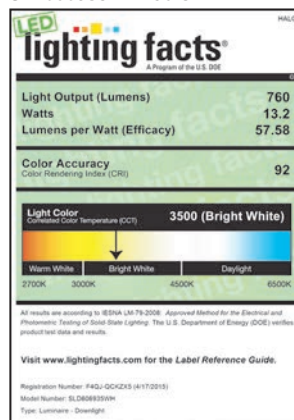 LED
HALO
lighting facts®
A Program of the U.S. DOE
Light Output (Lumens) 760
Watts 13.2
Lumens per Watt (Efficacy) 57.58
Color Accuracy
Color Rendering Index (CRI) 92
Light Color
Correlated Color Temperature (CCT) 3500 (Bright White)
Warm White Bright White Daylight
2700K 3000K 4500K 6500K
All results are according to IESNA LM-79-2008: Approved Method for the Electrical and
Photometric Testing of Solid-State Lighting. The U.S. Department of Energy (DOE) verifies
product test data and results.
Visit www.lightingfacts.com for the Label Reference Guide.
Registration Number: F4QJ-QCKZX5 (4/17/2015)
Model Number: SLD606935WH
Type: Luminaire - Downlight